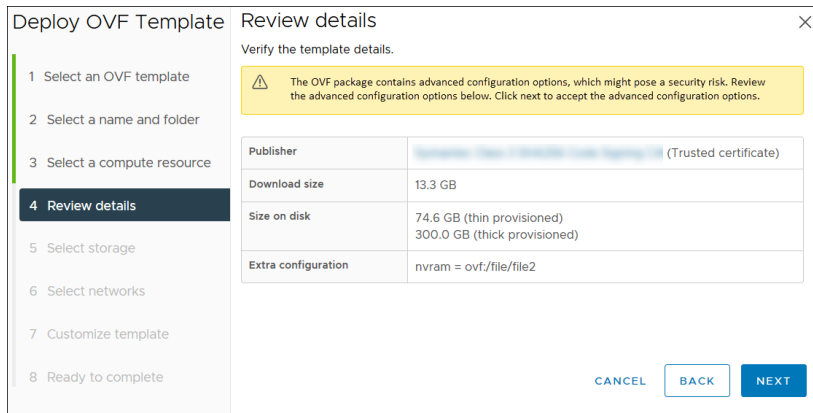 Deploy OVF Template
1 Select an OVF template
2 Select a name and folder
3 Select a compute resource
4 Review details
5 Select storage
6 Select networks
7 Customize template
8 Ready to complete
Review details
Verify the template details.
The OVF package contains advanced configuration options, which might pose a security risk. Review
the advanced configuration options below. Click next to accept the advanced configuration options.
Publisher (Trusted certificate)
Download size 13.3 GB
Size on disk 74.6 GB (thin provisioned)
300.0 GB (thick provisioned)
Extra configuration nvram = ovf:/file/file2
CANCEL BACK NEXT